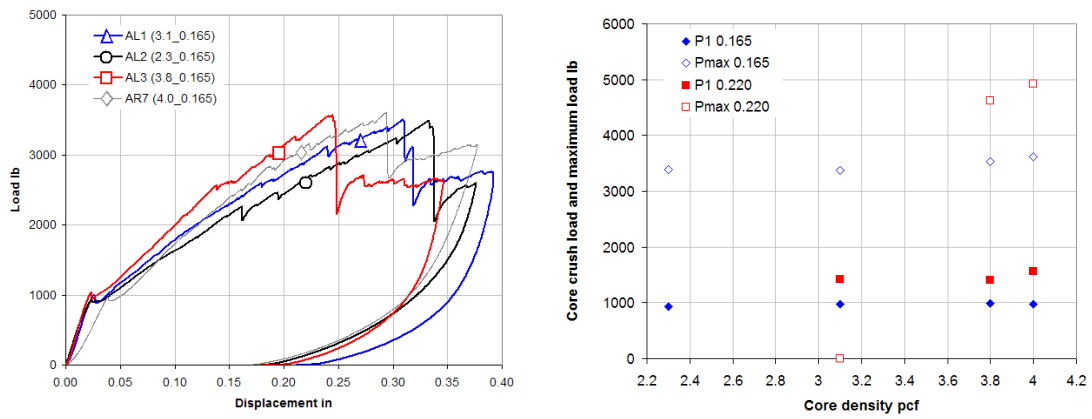 5000
4000
3000
2000
1000
0
Load lb
AL1 (3.1_0.165)
AL2 (2.3_0.165)
AL3 (3.8_0.165)
AR7 (4.0_0.165)
0.00 0.05 0.10 0.15 0.20 0.25 0.30 0.35 0.40
Displacement in
Core crush load and maximum load lb
6000
5000
4000
3000
2000
1000
0
P1 0.165
Pmax 0.165
P1 0.220
Pmax 0.220
2.2 2.4 2.6 2.8 3 3.2 3.4 3.6 3.8 4 4.2
Core density pcf